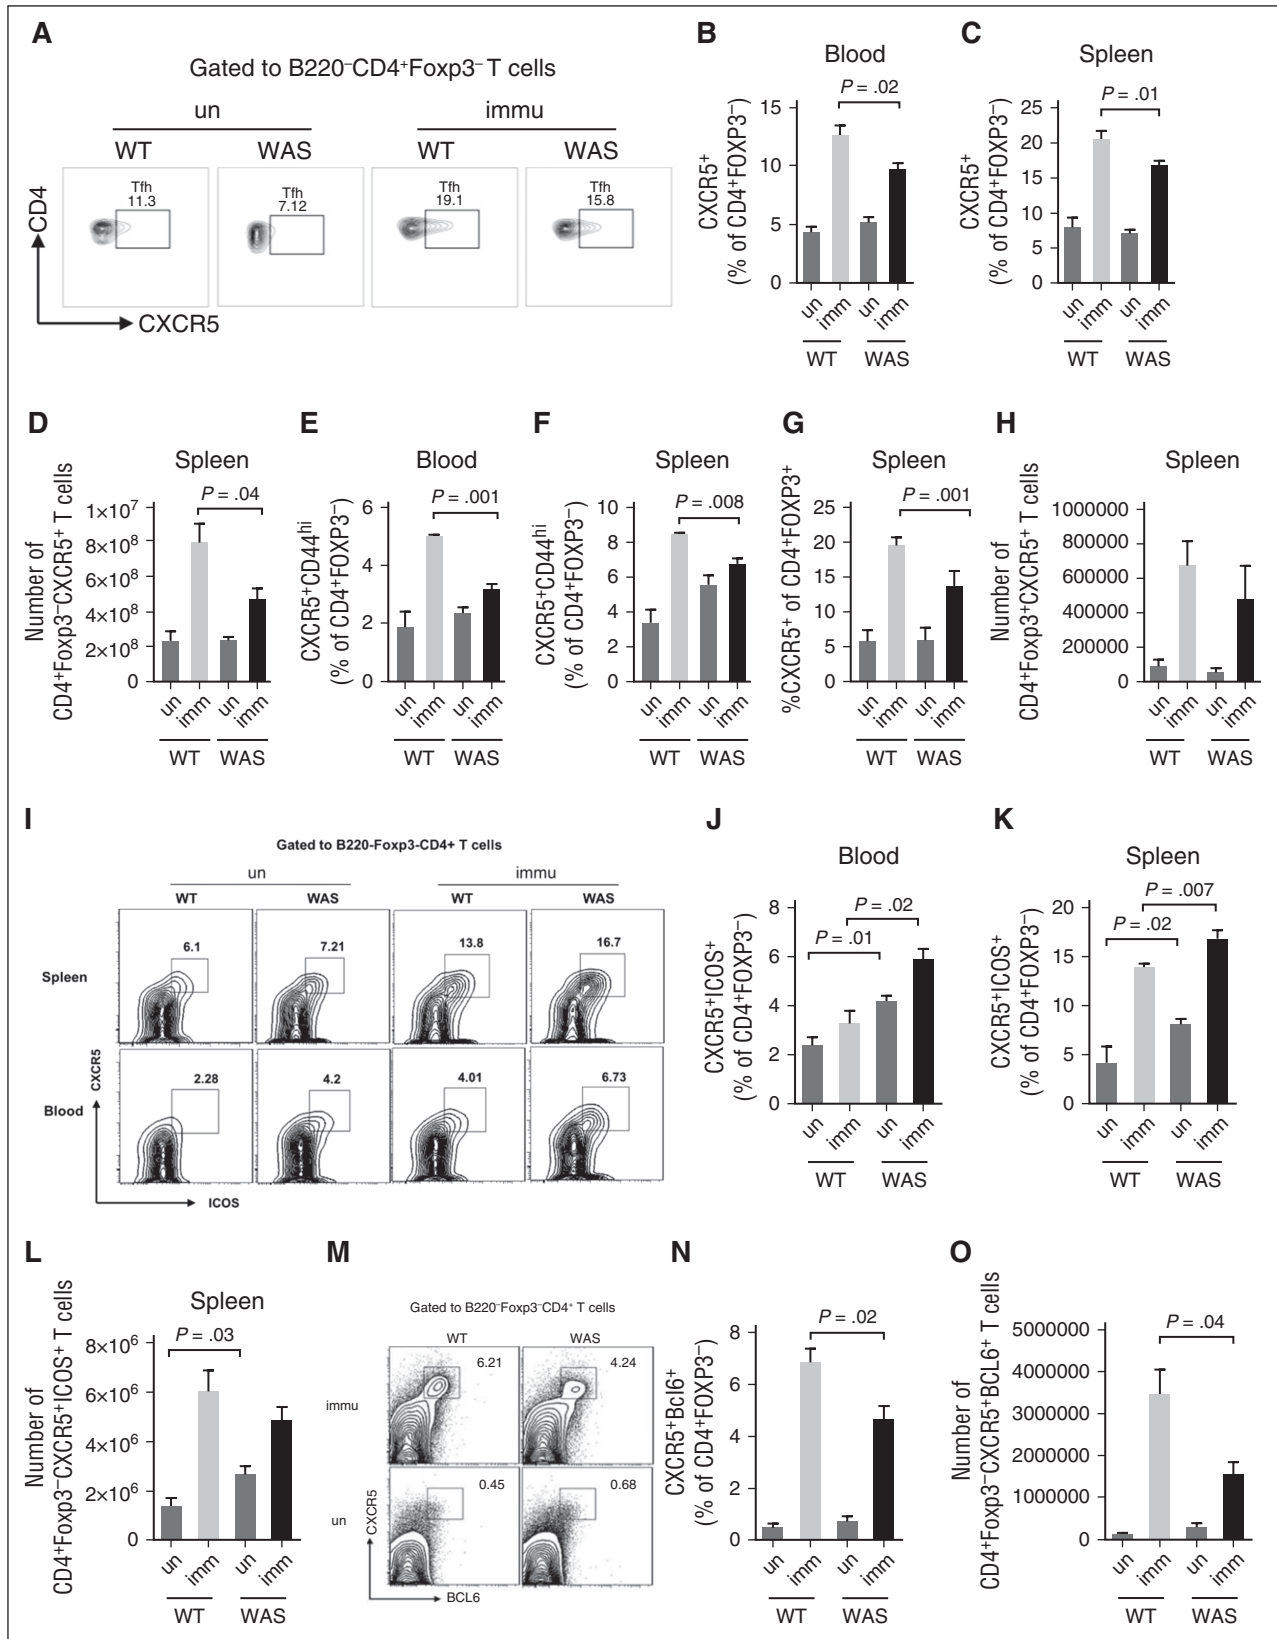 A
Gated to B220⁻CD4⁺Foxp3⁻ T cells
un immu
WT WAS WT WAS
Tfh 11.3
Tfh 7.12
Tfh 19.1
Tfh 15.8
CD4
CXCR5
B
Blood
P = .02
CXCR5⁺
(% of CD4⁺FOXP3⁻)
15
10
5
0
un imm un imm
WT WAS
C
Spleen
P = .01
CXCR5⁺
(% of CD4⁺FOXP3⁻)
25
20
15
10
5
0
un imm un imm
WT WAS
D
Spleen
P = .04
Number of
CD4⁺Foxp3⁻CXCR5⁺ T cells
1×10⁷
8×10⁸
6×10⁸
4×10⁸
2×10⁸
0
un imm un imm
WT WAS
E
Blood
P = .001
CXCR5⁺CD44ʰⁱ
(% of CD4⁺FOXP3⁻)
6
4
2
0
un imm un imm
WT WAS
F
Spleen
P = .008
CXCR5⁺CD44ʰⁱ
(% of CD4⁺FOXP3⁻)
10
8
6
4
2
0
un imm un imm
WT WAS
G
Spleen
P = .001
%CXCR5⁺ of CD4⁺FOXP3⁺
25
20
15
10
5
0
un imm un imm
WT WAS
H
Spleen
Number of
CD4⁺Foxp3⁺CXCR5⁺ T cells
1000000
800000
600000
400000
200000
0
un imm un imm
WT WAS
I
Gated to B220-Foxp3-CD4+ T cells
un immu
WT WAS WT WAS
Spleen
6.1 7.21 13.8 16.7
Blood
2.28 4.2 4.01 6.73
CXCR5
ICOS
J
Blood
P = .02
P = .01
CXCR5⁺ICOS⁺
(% of CD4⁺FOXP3⁻)
8
6
4
2
0
un imm un imm
WT WAS
K
Spleen
P = .007
P = .02
CXCR5⁺ICOS⁺
(% of CD4⁺FOXP3⁻)
20
15
10
5
0
un imm un imm
WT WAS
L
Spleen
P = .03
Number of
CD4⁺Foxp3⁻CXCR5⁺ICOS⁺ T cells
8×10⁶
6×10⁶
4×10⁶
2×10⁶
0
un imm un imm
WT WAS
M
Gated to B220⁻Foxp3⁻CD4⁺ T cells
WT WAS
immu
6.21 4.24
un
0.45 0.68
CXCR5
BCL6
N
P = .02
CXCR5⁺Bcl6⁺
(% of CD4⁺FOXP3⁻)
8
6
4
2
0
un imm un imm
WT WAS
O
P = .04
Number of
CD4⁺Foxp3⁻CXCR5⁺BCL6⁺ T cells
5000000
4000000
3000000
2000000
1000000
0
un imm un imm
WT WAS